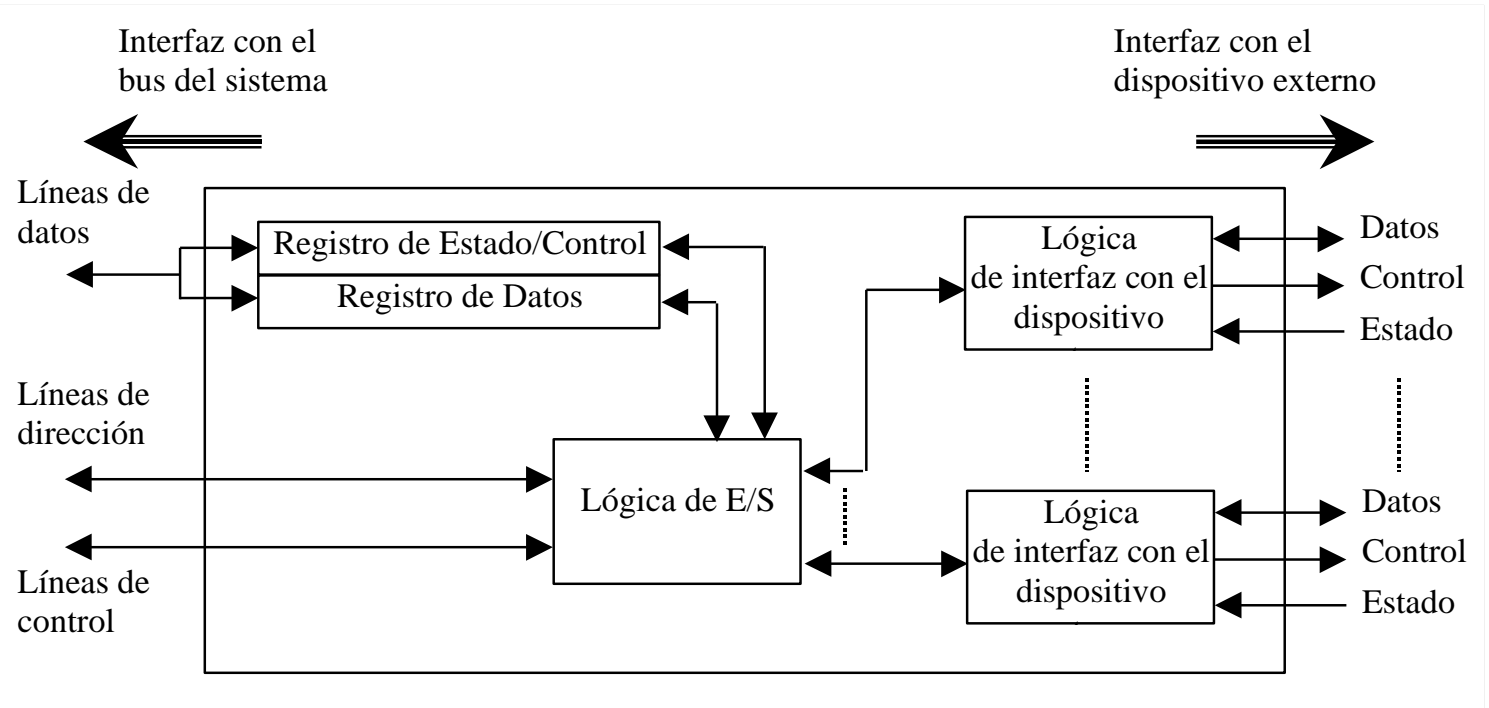 Interfaz con el
bus del sistema
Interfaz con el
dispositivo externo
Líneas de
datos
Registro de Estado/Control
Registro de Datos
Lógica
de interfaz con el
dispositivo
Datos
Control
Estado
Líneas de
dirección
Lógica de E/S
Líneas de
control
Lógica
de interfaz con el
dispositivo
Datos
Control
Estado